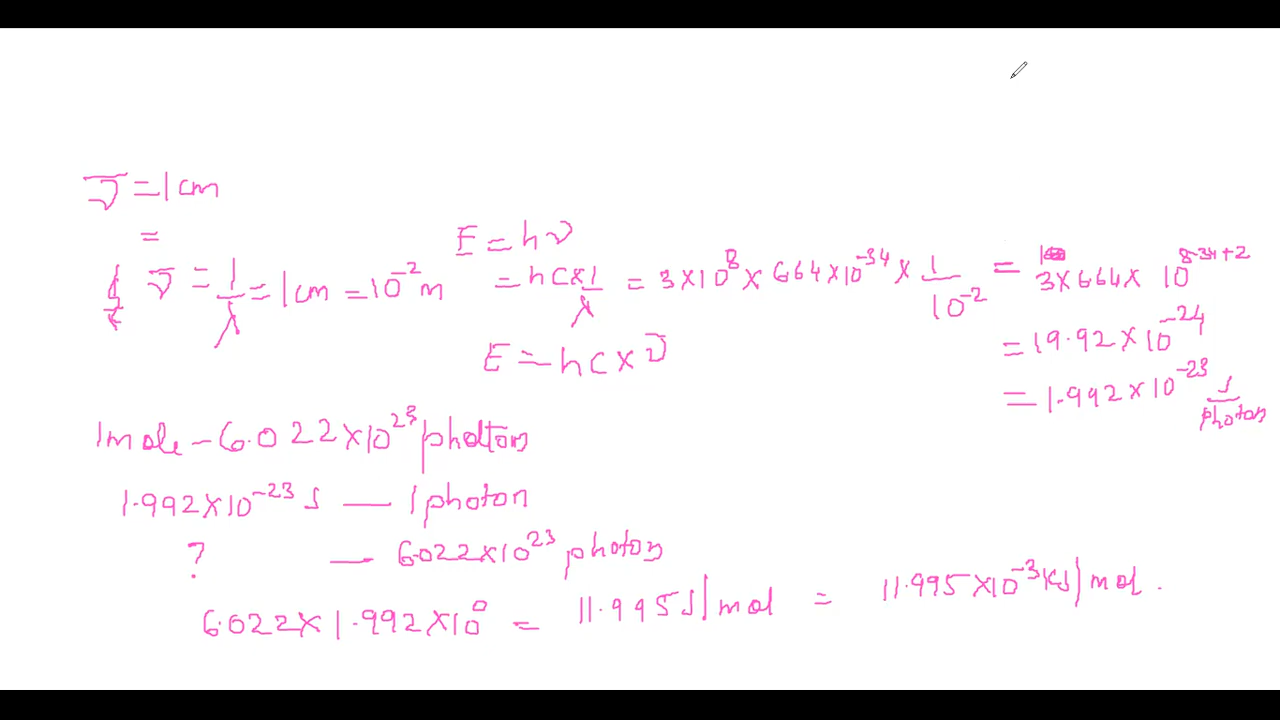 ν̅ = 1 cm
=
ν̅ = 1/λ = 1 cm = 10⁻² m
E = hν
= hc × 1/λ = 3 × 10⁸ × 6.64 × 10⁻³⁴ × 1/10⁻² = 3 × 6.64 × 10⁸⁻³⁴⁺²
= 19.92 × 10⁻²⁴
E = hc × ν̅
= 1.992 × 10⁻²³ J/photon
1 mole - 6.022 × 10²³ photons
1.992 × 10⁻²³ J — 1 photon
? — 6.022 × 10²³ photons
6.022 × 1.992 × 10⁰ = 11.995 J/mol = 11.995 × 10⁻³ KJ/mol.